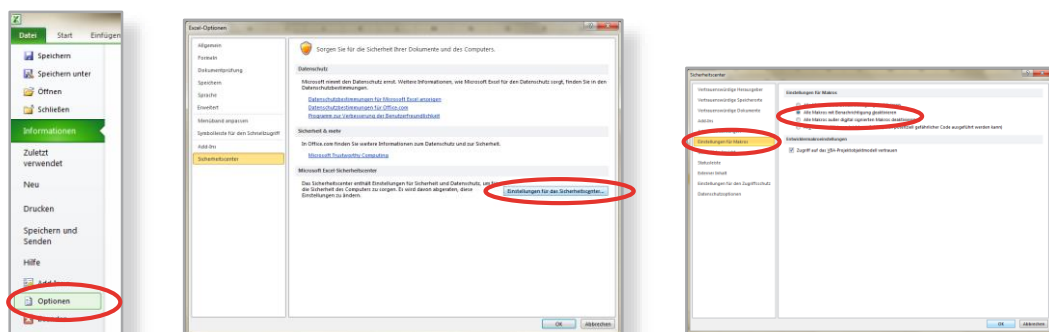 Datei Start Einfügen
Speichern
Speichern unter
Öffnen
Schließen
Informationen
Zuletzt
verwendet
Neu
Drucken
Speichern und
Senden
Hilfe
Optionen
Excel-Optionen
Allgemein
Formeln
Dokumentprüfung
Speichern
Sprache
Erweitert
Menüband anpassen
Symbolleiste für den Schnellzugriff
Add-Ins
Sicherheitscenter
Sorgen Sie für die Sicherheit Ihrer Dokumente und des Computers.
Datenschutz
Microsoft nimmt den Datenschutz ernst. Weitere Informationen, wie Microsoft Excel für den Datenschutz sorgt, finden Sie in den
Datenschutzbestimmungen.
Datenschutzbestimmungen für Microsoft Excel anzeigen
Datenschutzbestimmungen für Office.com
Programm zur Verbesserung der Benutzerfreundlichkeit
Sicherheit & mehr
In Office.com finden Sie weitere Informationen zum Datenschutz und zur Sicherheit.
Microsoft Trustworthy Computing
Microsoft Excel-Sicherheitscenter
Das Sicherheitscenter enthält Einstellungen für Sicherheit und Datenschutz, um für
die Sicherheit des Computers zu sorgen. Es wird davon abgeraten, diese
Einstellungen zu ändern.
Einstellungen für das Sicherheitscenter...
OK Abbrechen
Sicherheitscenter
Vertrauenswürdige Herausgeber
Vertrauenswürdige Speicherorte
Vertrauenswürdige Dokumente
Add-Ins
Einstellungen für Makros
Externer Inhalt
Einstellungen für den Zugriffsschutz
Datenschutzoptionen
Einstellungen für Makros
Alle Makros mit Benachrichtigung deaktivieren
Alle Makros außer digital signierten Makros deaktivieren
gefährlicher Code ausgeführt werden kann)
Entwicklermakroeinstellungen
Zugriff auf das VBA-Projektobjektmodell vertrauen
OK Abbrechen